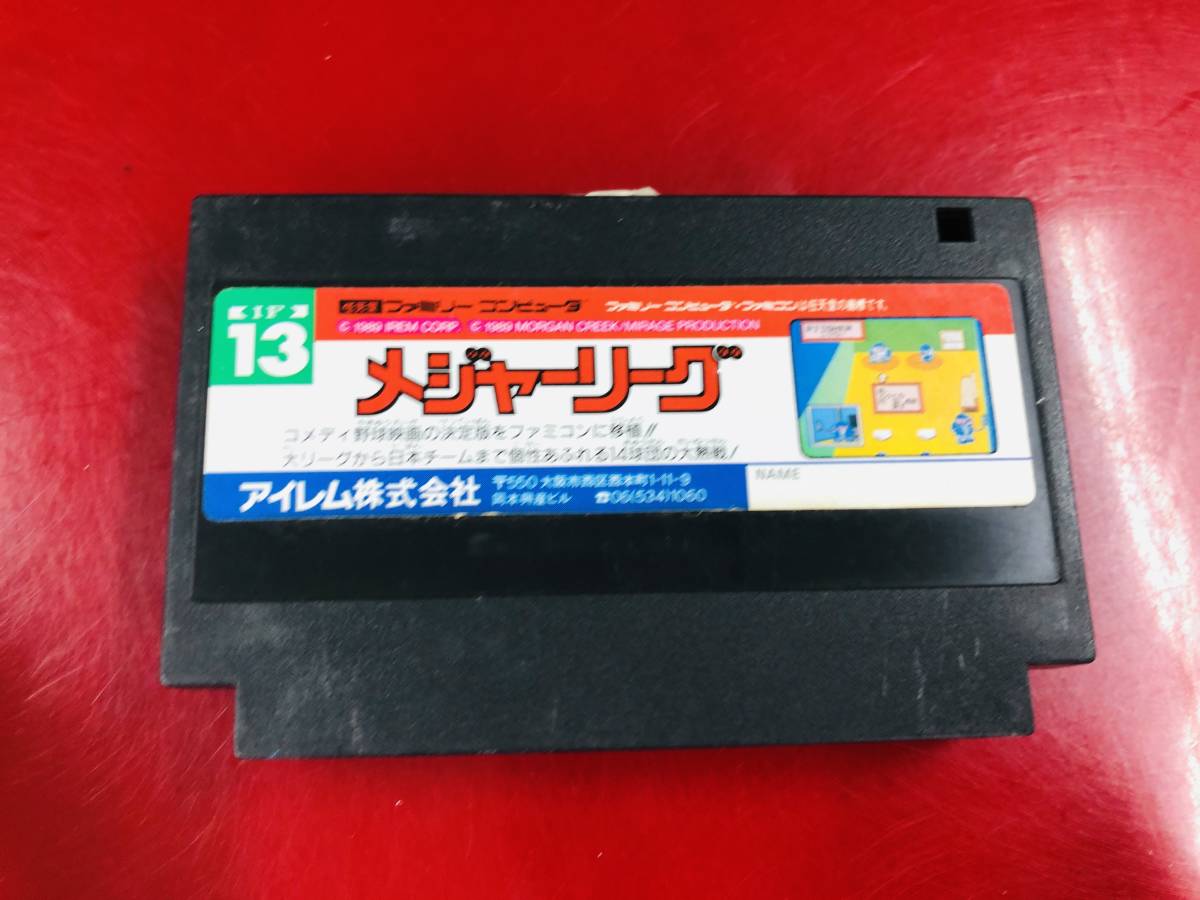 IF
13
任天堂 ファミリー コンピュータ ファミリー コンピュータ・ファミコンは任天堂の商標です。
© 1989 IREM CORP. © 1989 MORGAN CREEK/MIRAGE PRODUCTION
メジャーリーグ
コメディ野球映画の決定版をファミコンに移植!!
大リーグから日本チームまで個性あふれる14球団の大熱戦!
アイレム株式会社
〒550 大阪市西区西本町1-11-9
岡本興産ビル ☎06(534)1060
NAME